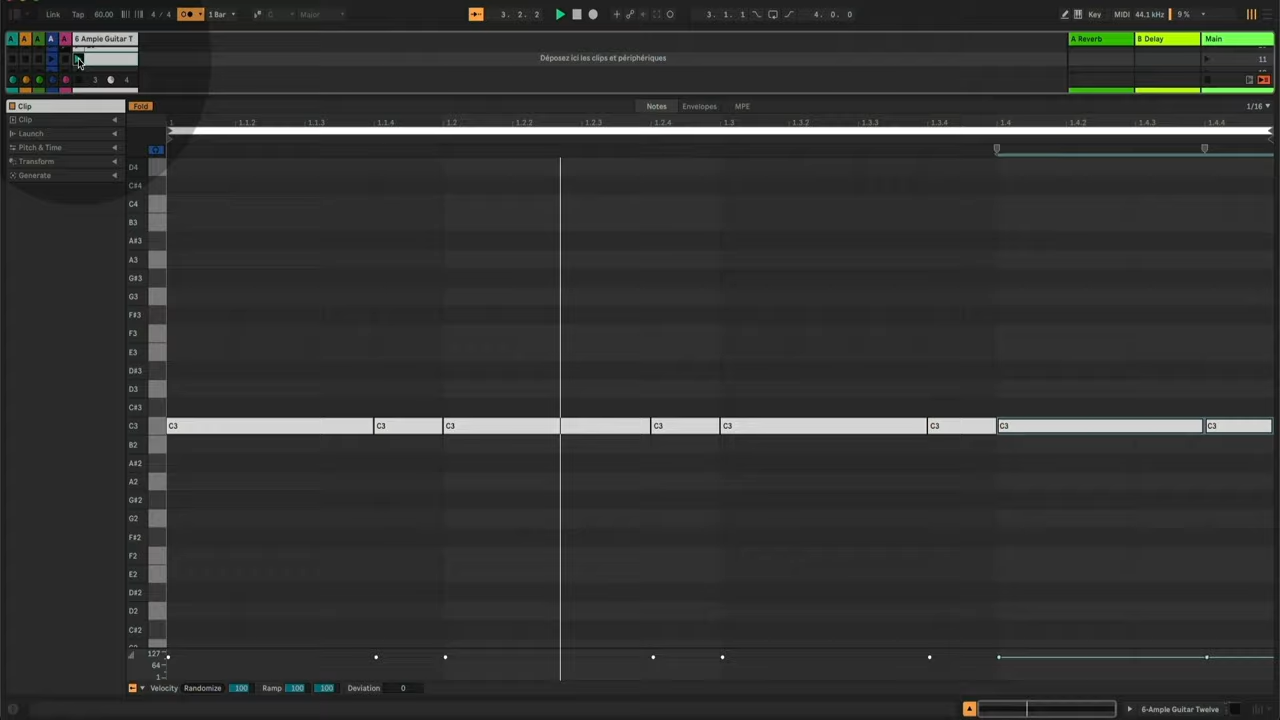 Link Tap 60.00 4 / 4 1 Bar C Major 3. 2. 2 3. 1. 1 4. 0. 0 Key MIDI 44.1 kHz 9 %
A A A A A 6 Ample Guitar T A Reverb B Delay Main
Déposez ici les clips et périphériques 11
3 4
Clip Fold Notes Envelopes MPE 1/16
Clip
Launch
Pitch & Time
Transform
Generate
1 1.1.2 1.1.3 1.1.4 1.2 1.2.2 1.2.3 1.2.4 1.3 1.3.2 1.3.3 1.3.4 1.4 1.4.2 1.4.3 1.4.4
D4
C#4
C4
B3
A#3
A3
G#3
G3
F#3
F3
E3
D#3
D3
C#3
C3 C3 C3 C3 C3 C3 C3 C3 C3
B2
A#2
A2
G#2
G2
F#2
F2
E2
D#2
D2
C#2
127
64
1
Velocity Randomize 100 Ramp 100 100 Deviation 0
6-Ample Guitar Twelve